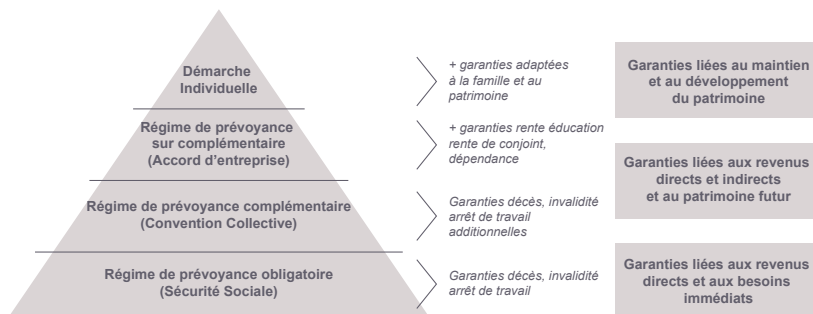 Démarche
Individuelle
+ garanties adaptées
à la famille et au
patrimoine
Garanties liées au maintien
et au développement
du patrimoine
Régime de prévoyance
sur complémentaire
(Accord d'entreprise)
+ garanties rente éducation
rente de conjoint,
dépendance
Garanties liées aux revenus
directs et indirects
et au patrimoine futur
Régime de prévoyance complémentaire
(Convention Collective)
Garanties décès, invalidité
arrêt de travail
additionnelles
Régime de prévoyance obligatoire
(Sécurité Sociale)
Garanties décès, invalidité
arrêt de travail
Garanties liées aux revenus
directs et aux besoins
immédiats